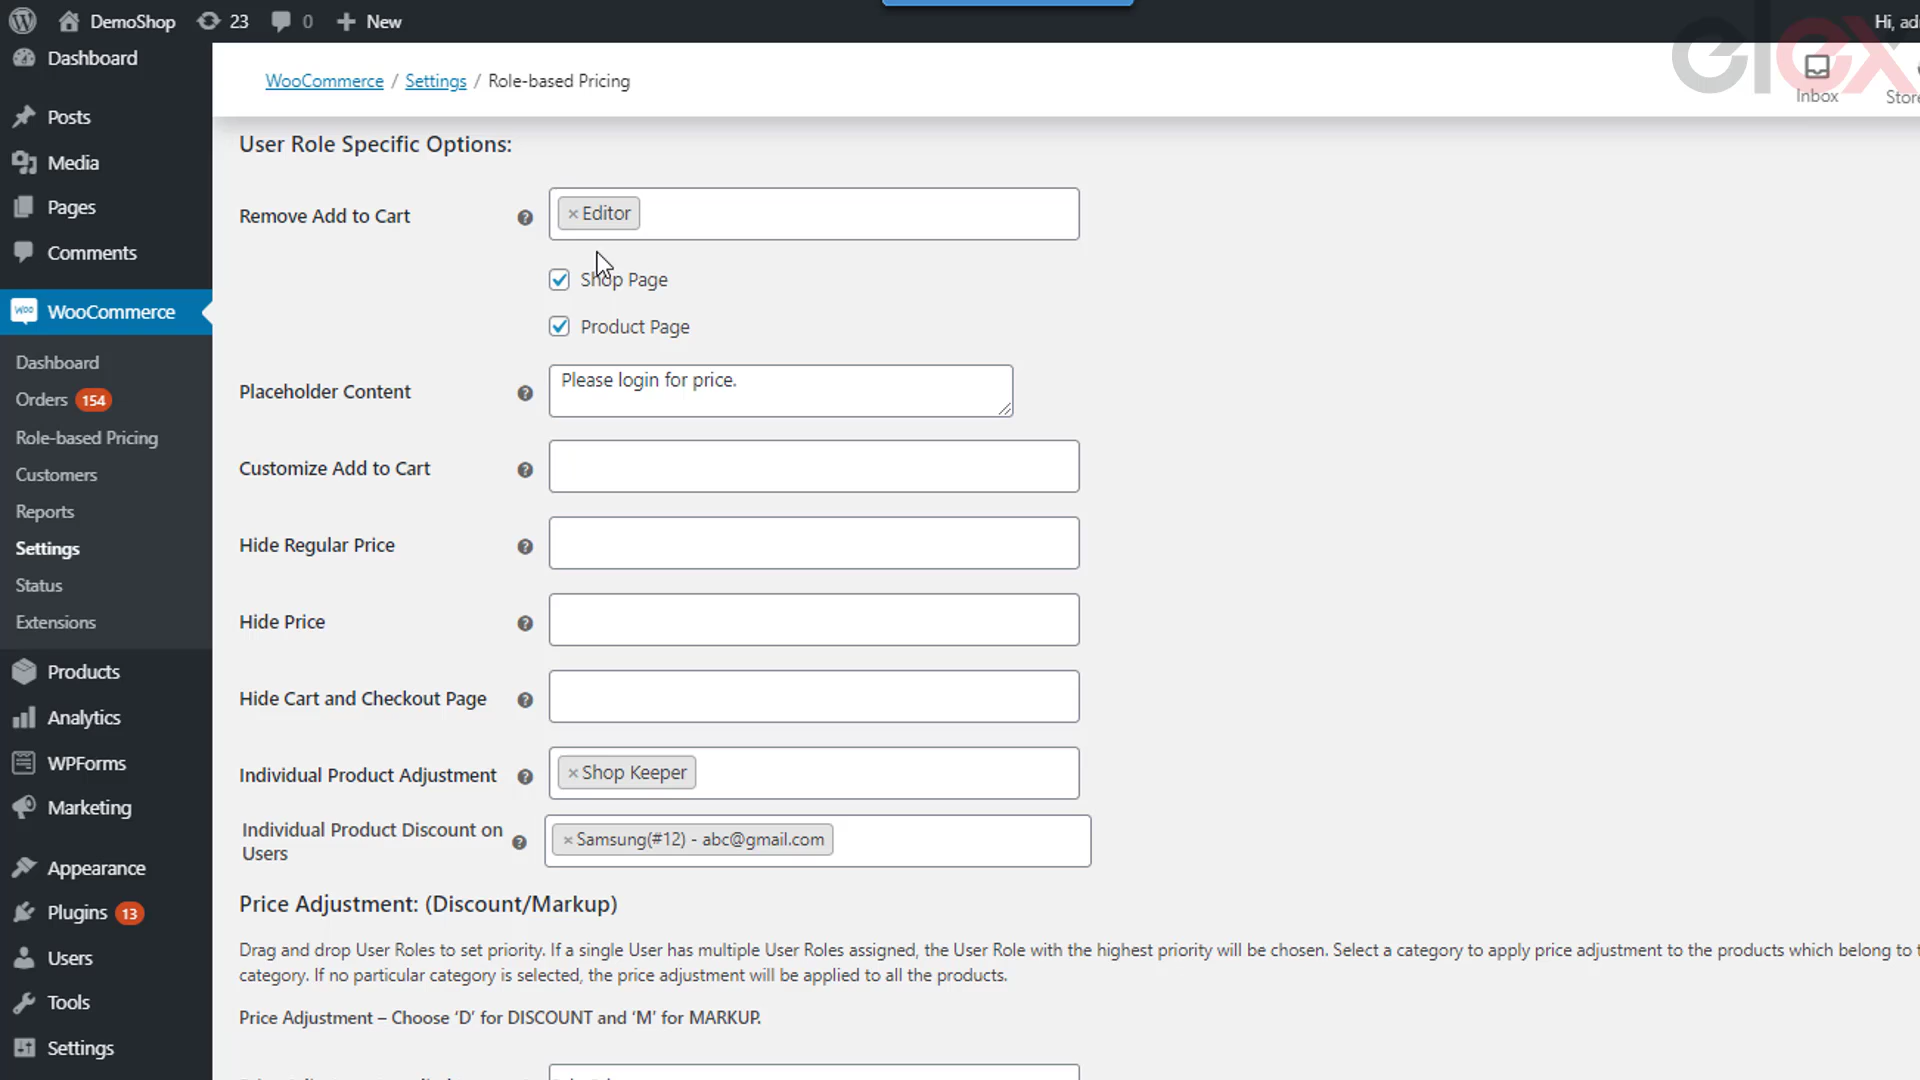 DemoShop 23 0 New Hi, ad
elex
Dashboard
WooCommerce / Settings / Role-based Pricing
Inbox Store
Posts
Media
Pages
Comments
WooCommerce
Dashboard
Orders 154
Role-based Pricing
Customers
Reports
Settings
Status
Extensions
Products
Analytics
WPForms
Marketing
Appearance
Plugins 13
Users
Tools
Settings
User Role Specific Options:
Remove Add to Cart ? × Editor
Shop Page
Product Page
Placeholder Content ? Please login for price.
Customize Add to Cart ?
Hide Regular Price ?
Hide Price ?
Hide Cart and Checkout Page ?
Individual Product Adjustment ? × Shop Keeper
Individual Product Discount on
Users ? × Samsung(#12) - abc@gmail.com
Price Adjustment: (Discount/Markup)
Drag and drop User Roles to set priority. If a single User has multiple User Roles assigned, the User Role with the highest priority will be chosen. Select a category to apply price adjustment to the products which belong to t
category. If no particular category is selected, the price adjustment will be applied to all the products.
Price Adjustment – Choose ‘D’ for DISCOUNT and ‘M’ for MARKUP.